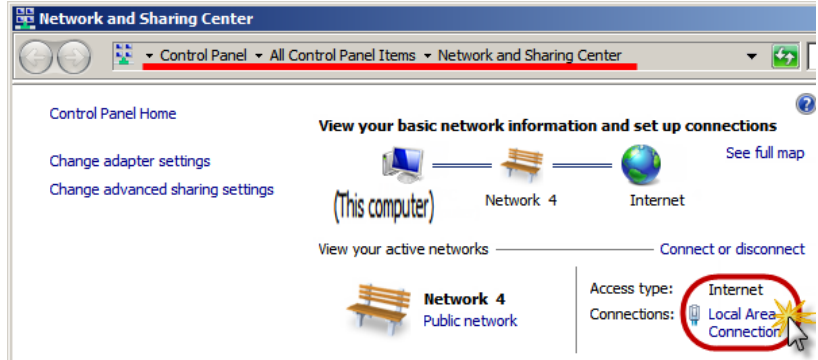 Network and Sharing Center
Control Panel All Control Panel Items Network and Sharing Center
Control Panel Home
Change adapter settings
Change advanced sharing settings
View your basic network information and set up connections
See full map
(This computer)
Network 4
Internet
View your active networks
Connect or disconnect
Network 4
Public network
Access type: Internet
Connections: Local Area
Connection